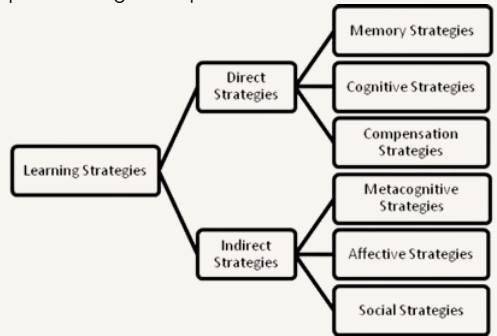 Memory Strategies
Direct
Strategies
Cognitive Strategies
Compensation
Strategies
Learning Strategies
Metacognitive
Strategies
Indirect
Strategies
Affective Strategies
Social Strategies